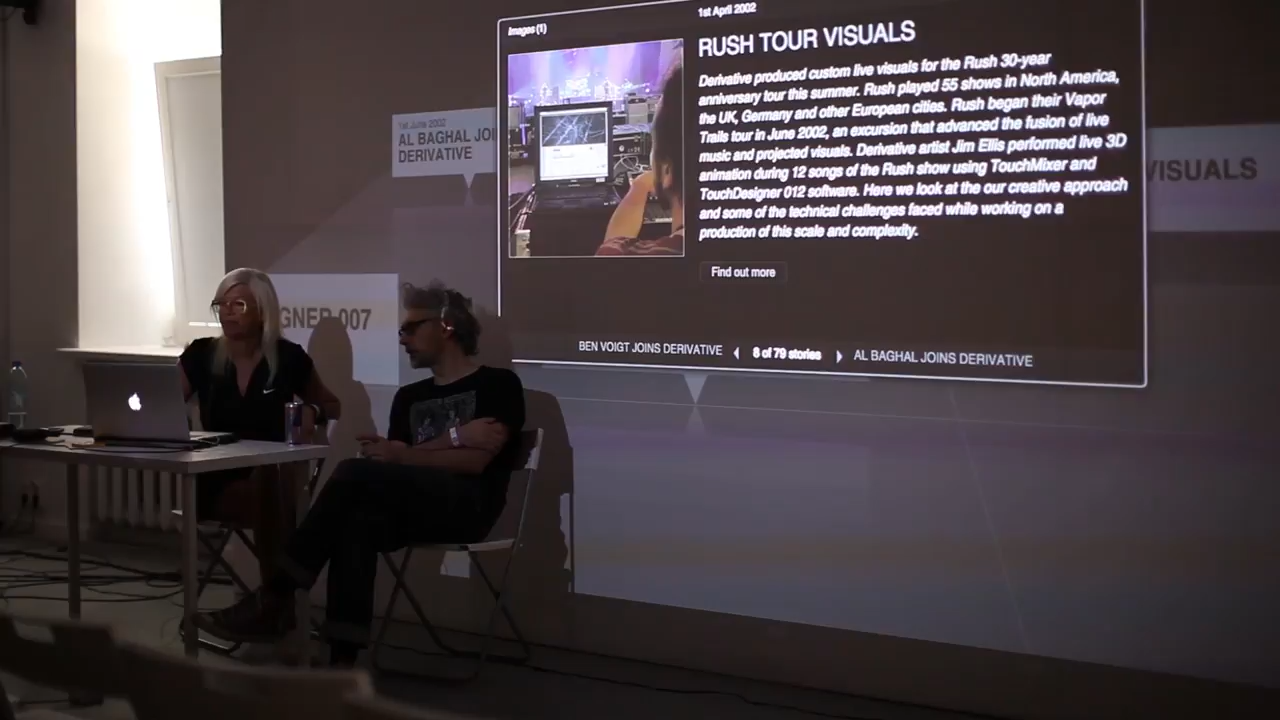 1st April 2002
Images (1)
RUSH TOUR VISUALS
Derivative produced custom live visuals for the Rush 30-year
anniversary tour this summer. Rush played 55 shows in North America,
the UK, Germany and other European cities. Rush began their Vapor
Trails tour in June 2002, an excursion that advanced the fusion of live
music and projected visuals. Derivative artist Jim Ellis performed live 3D
animation during 12 songs of the Rush show using TouchMixer and
TouchDesigner 012 software. Here we look at the our creative approach
and some of the technical challenges faced while working on a
production of this scale and complexity.
Find out more
BEN VOIGT JOINS DERIVATIVE
8 of 79 stories
AL BAGHAL JOINS DERIVATIVE
1st June 2002
AL BAGHAL JOI
DERIVATIVE
VISUALS
GNER 007